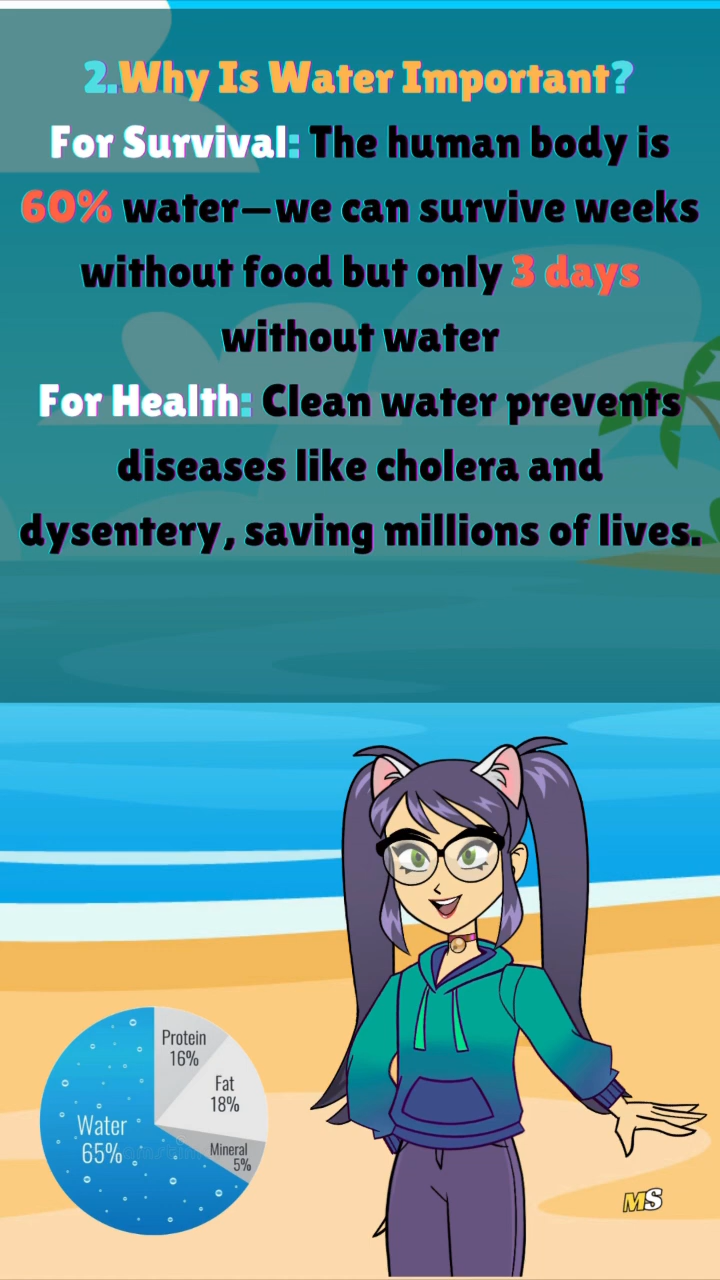 2.Why Is Water Important?
For Survival: The human body is
60% water—we can survive weeks
without food but only 3 days
without water
For Health: Clean water prevents
diseases like cholera and
dysentery, saving millions of lives.
Protein
16%
Fat
18%
Water
65%
Mineral
5%
MS